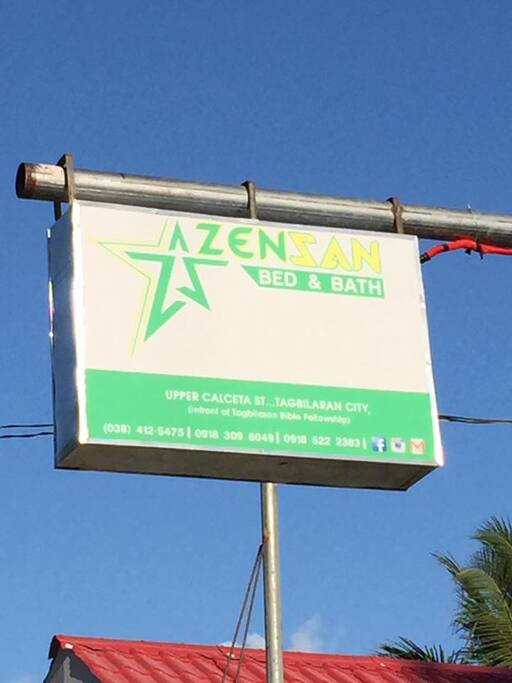 ZENSAN
BED & BATH
UPPER CALCETA ST..,TAGBILARAN CITY,
(infront of Tagbilaran Bible Fellowship)
(038) 412-5475 | 0918 309 6049 | 0918 522 2383 |